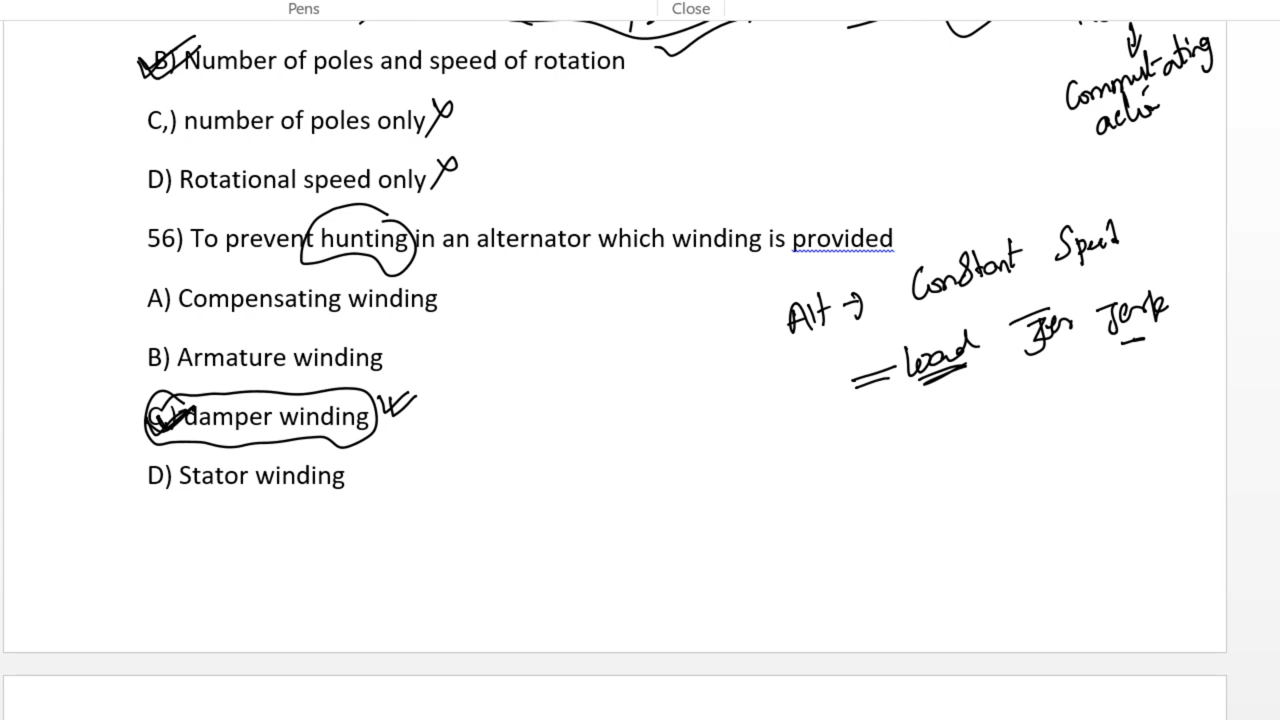 Pens Close
B) Number of poles and speed of rotation
C,) number of poles only
D) Rotational speed only
56) To prevent hunting in an alternator which winding is provided
A) Compensating winding
B) Armature winding
C) damper winding
D) Stator winding
Alt → Constant Speed
= Load Jerk
action